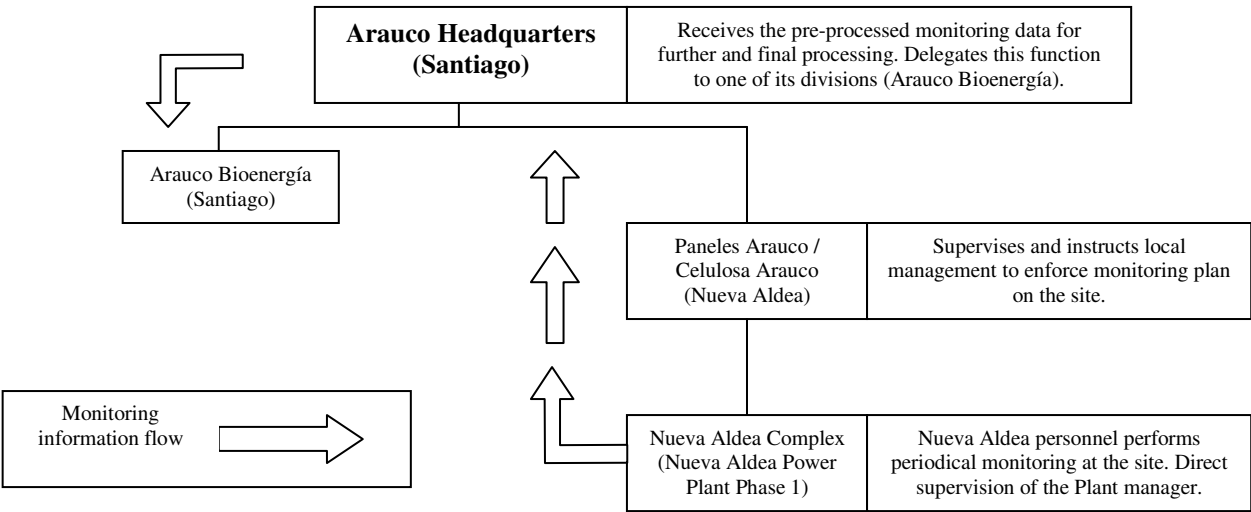 Arauco Headquarters
(Santiago)
Receives the pre-processed monitoring data for
further and final processing. Delegates this function
to one of its divisions (Arauco Bioenergía).
Arauco Bioenergía
(Santiago)
Paneles Arauco /
Celulosa Arauco
(Nueva Aldea)
Supervises and instructs local
management to enforce monitoring plan
on the site.
Monitoring
information flow
Nueva Aldea Complex
(Nueva Aldea Power
Plant Phase 1)
Nueva Aldea personnel performs
periodical monitoring at the site. Direct
supervision of the Plant manager.